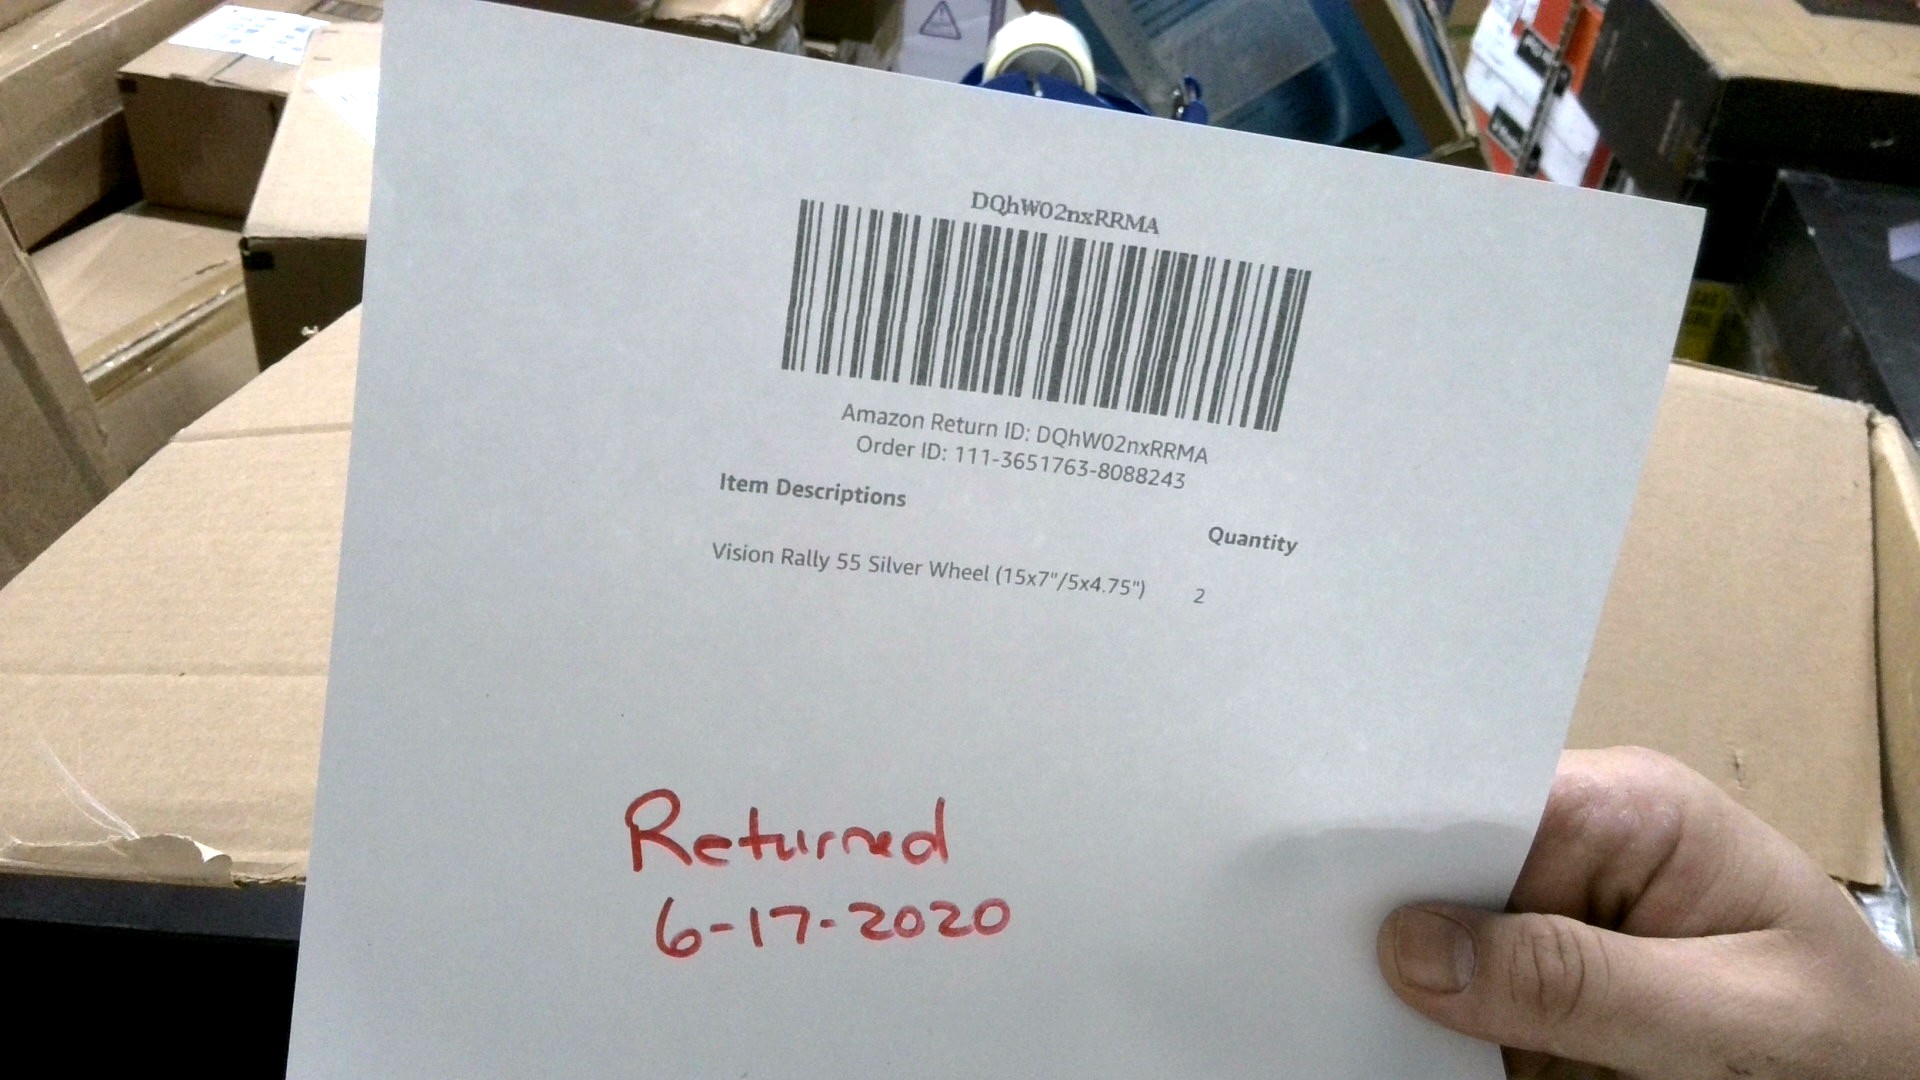 DQhW02nxRRMA
Amazon Return ID: DQhW02nxRRMA
Order ID: 111-3651763-8088243
Item Descriptions
Quantity
Vision Rally 55 Silver Wheel (15x7"/5x4.75") 2
Returned
6-17-2020